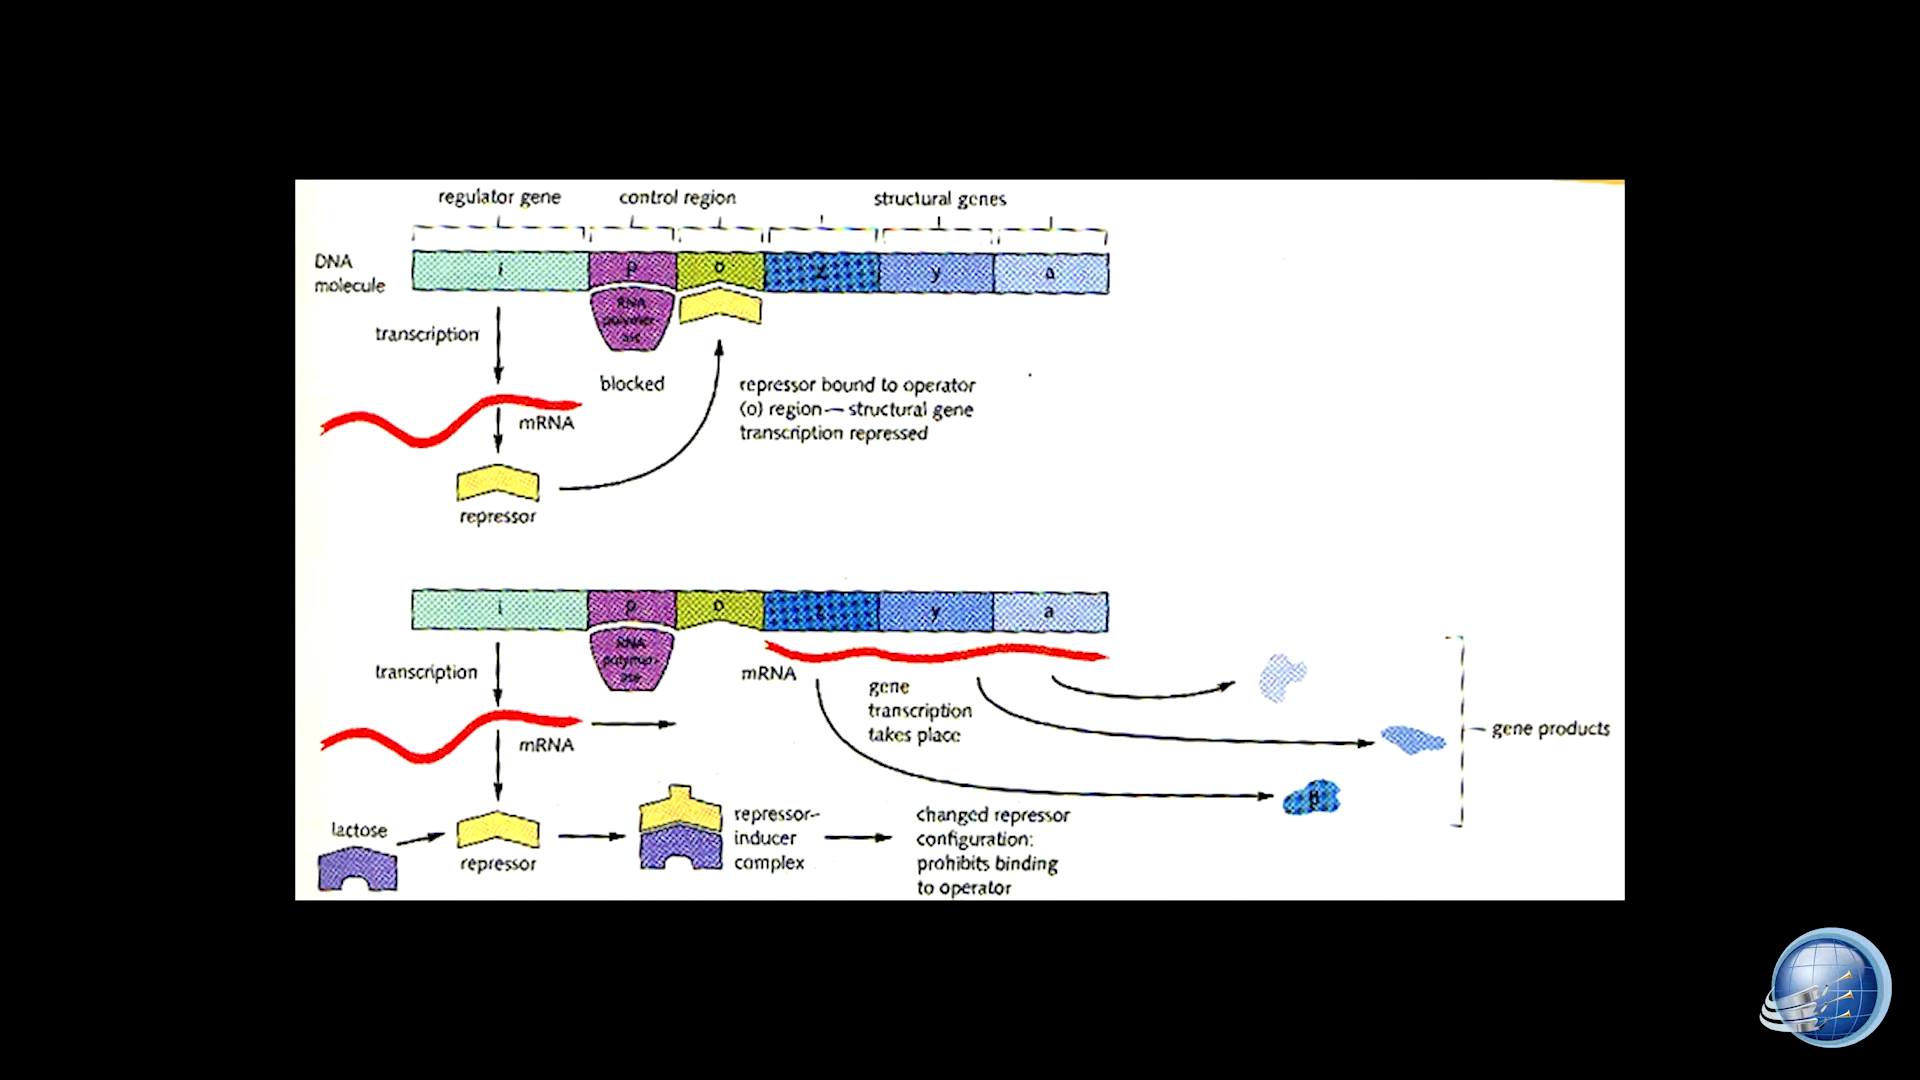 regulator gene
control region
structural genes
DNA
molecule
i
p
o
z
y
a
RNA
polymer-
ase
transcription
blocked
repressor bound to operator
(o) region — structural gene
transcription repressed
mRNA
repressor
i
p
o
z
y
a
RNA
polymer-
ase
transcription
mRNA
gene
transcription
takes place
gene products
mRNA
lactose
repressor
repressor-
inducer
complex
changed repressor
configuration:
prohibits binding
to operator